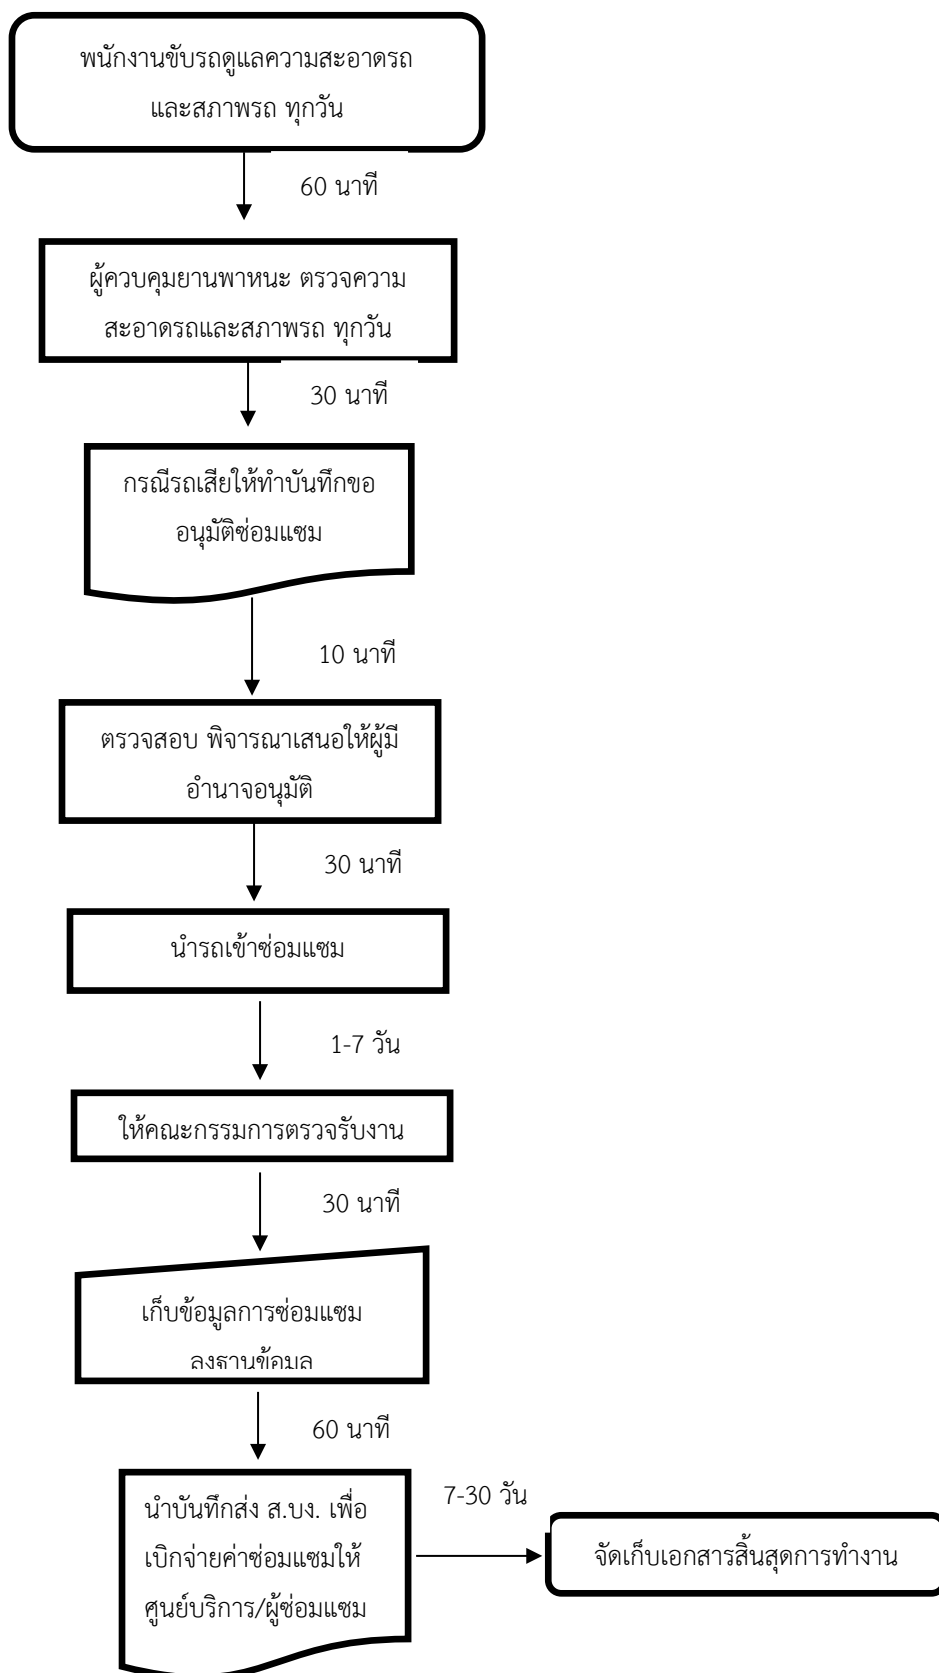 พนักงานขับรถดูแลความสะอาดรถ
และสภาพรถ ทุกวัน
60 นาที
ผู้ควบคุมยานพาหนะ ตรวจความ
สะอาดรถและสภาพรถ ทุกวัน
30 นาที
กรณีรถเสียให้ทำบันทึกขอ
อนุมัติซ่อมแซม
10 นาที
ตรวจสอบ พิจารณาเสนอให้ผู้มี
อำนาจอนุมัติ
30 นาที
นำรถเข้าซ่อมแซม
1-7 วัน
ให้คณะกรรมการตรวจรับงาน
30 นาที
เก็บข้อมูลการซ่อมแซม
ลงฐานข้อมูล
60 นาที
นำบันทึกส่ง ส.บง. เพื่อ
เบิกจ่ายค่าซ่อมแซมให้
ศูนย์บริการ/ผู้ซ่อมแซม
7-30 วัน
จัดเก็บเอกสารสิ้นสุดการทำงาน